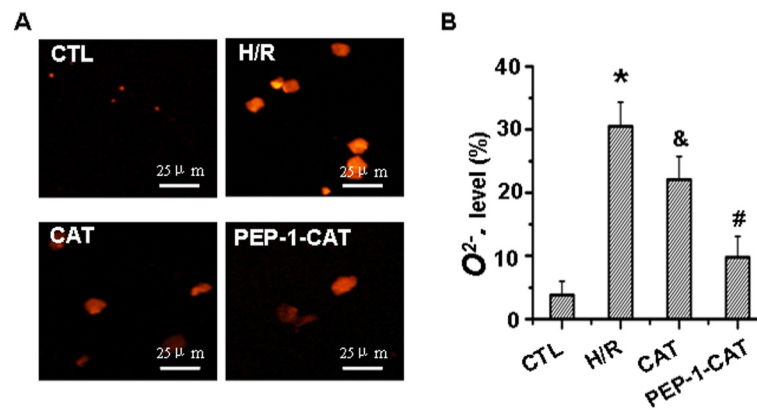 A
B
CTL
H/R
25 μ m
25 μ m
CAT
PEP-1-CAT
25 μ m
25 μ m
O²⁻. level (%)
40
30
20
10
0
*
&
#
CTL
H/R
CAT
PEP-1-CAT